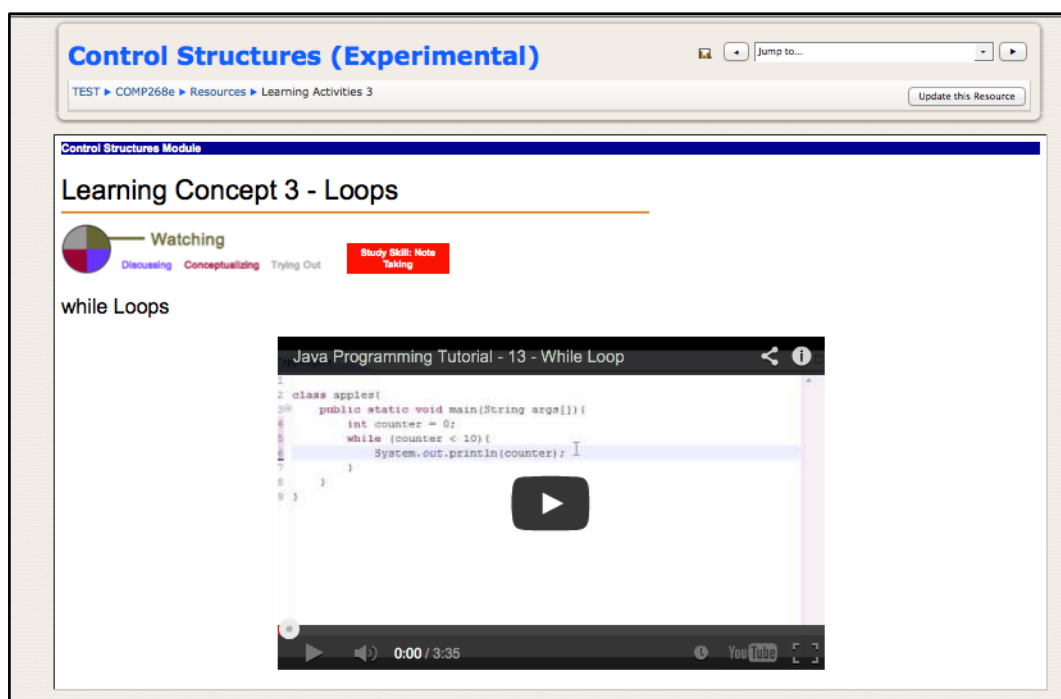 Control Structures (Experimental)
Jump to...
TEST ▶ COMP268e ▶ Resources ▶ Learning Activities 3
Update this Resource
Control Structures Module
Learning Concept 3 - Loops
Watching
Discussing Conceptualizing Trying Out
Study Skill: Note
Taking
while Loops
Java Programming Tutorial - 13 - While Loop
1
2 class apples{
3 public static void main(String args[]){
4 int counter = 0;
5 while (counter < 10){
6 System.out.println(counter);
7 }
8 }
9 }
0:00 / 3:35
YouTube